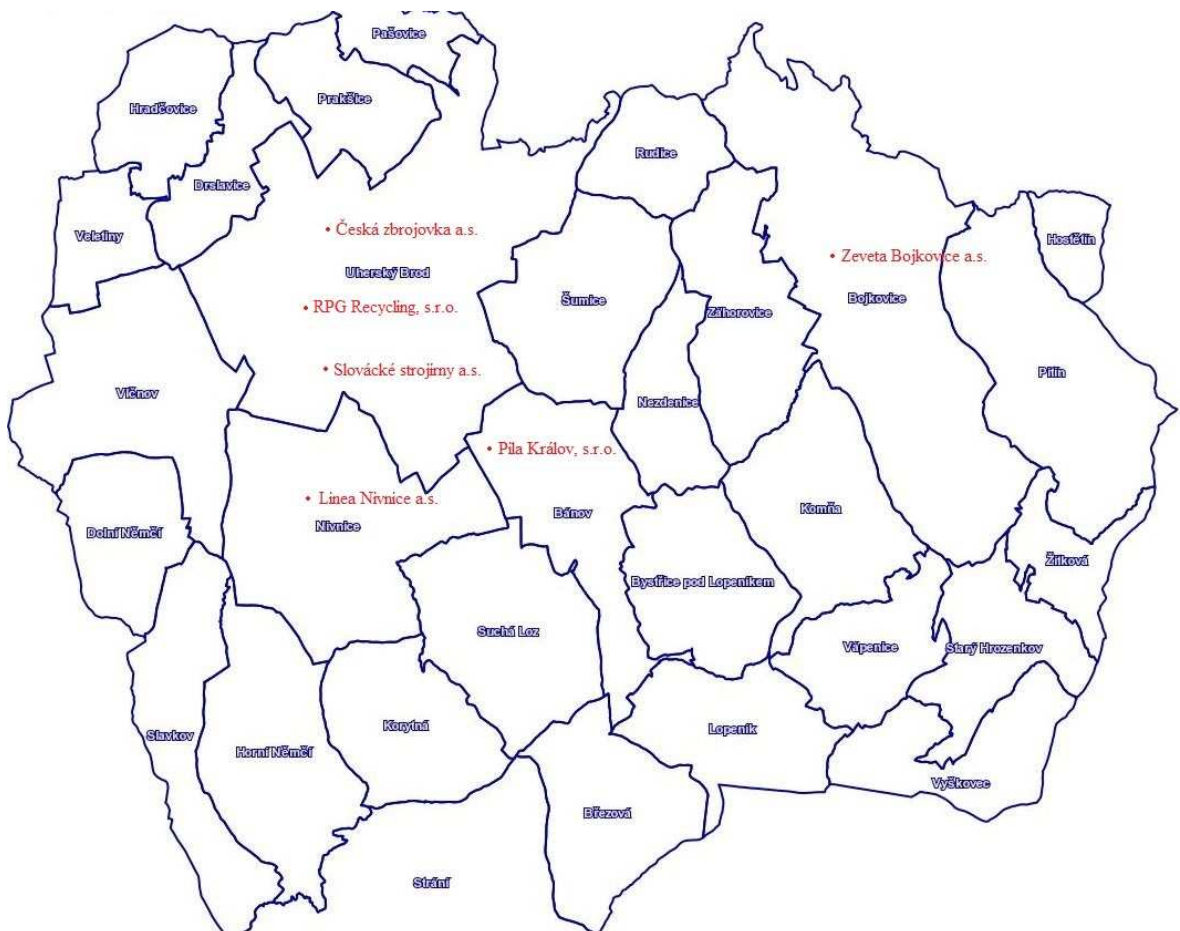 Pašovice
Hradčovice
Prakšice
Rudice
Drslavice
Veletiny
• Česká zbrojovka a.s.
Hostětín
• Zeveta Bojkovice a.s.
Uherský Brod
Bojkovice
Šumice
• RPG Recycling, s.r.o.
Záhorovice
• Slovácké strojírny a.s.
Pitín
Vlčnov
Nezdenice
• Pila Králov, s.r.o.
• Linea Nivnice a.s.
Nivnice
Bánov
Komňa
Dolní Němčí
Žítková
Bystřice pod Lopeníkem
Suchá Loz
Vápenice
Starý Hrozenkov
Korytná
Lopeník
Slavkov
Horní Němčí
Vyškovec
Březová
Strání